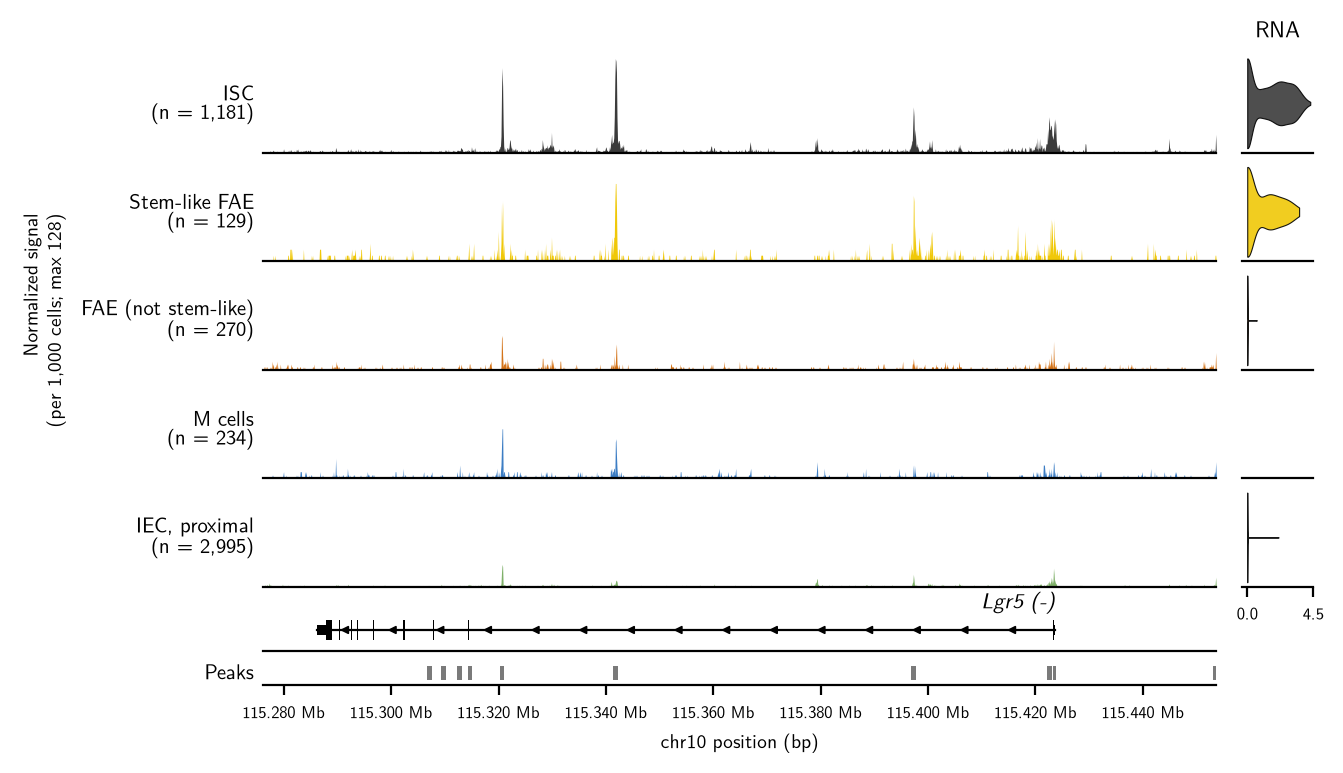 RNA
ISC
(n = 1,181)
Stem-like FAE
(n = 129)
Normalized signal
(per 1,000 cells; max 128)
FAE (not stem-like)
(n = 270)
M cells
(n = 234)
IEC, proximal
(n = 2,995)
Lgr5 (-)
0.0 4.5
Peaks
115.280 Mb 115.300 Mb 115.320 Mb 115.340 Mb 115.360 Mb 115.380 Mb 115.400 Mb 115.420 Mb 115.440 Mb
chr10 position (bp)